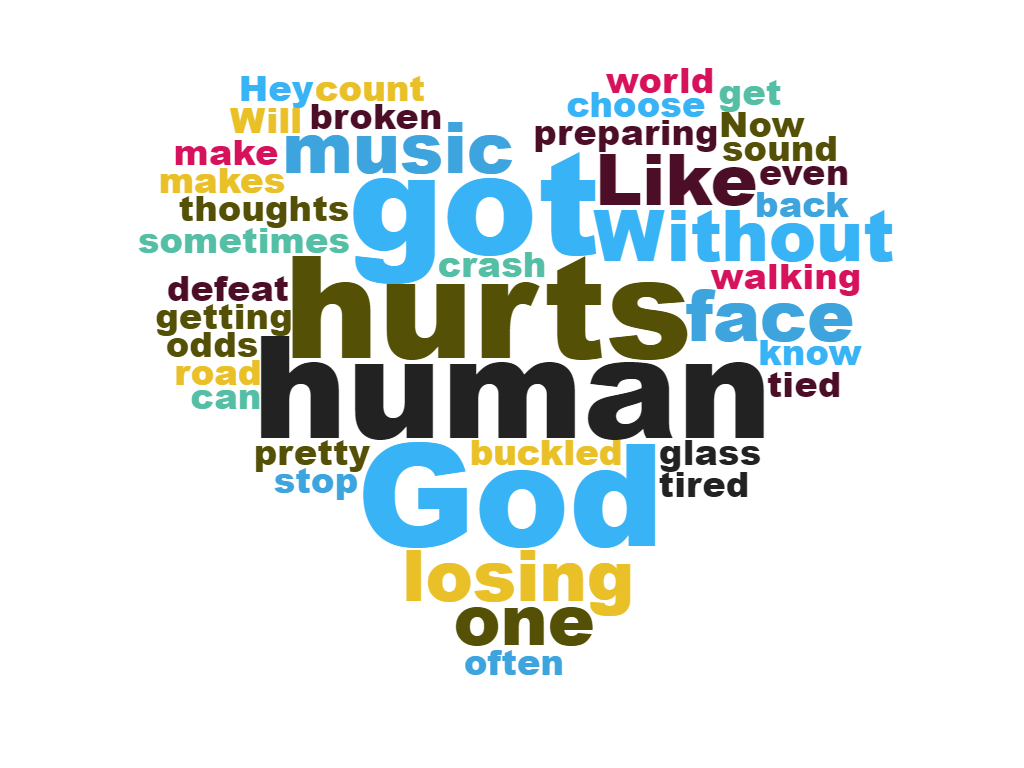 Hey count world get
Will broken choose Now
make music preparing sound
makes got Like even
thoughts back
sometimes crash Without
defeat hurts walking
getting face
odds human know
road tied
can
pretty God buckled glass
stop tired
losing
one
often